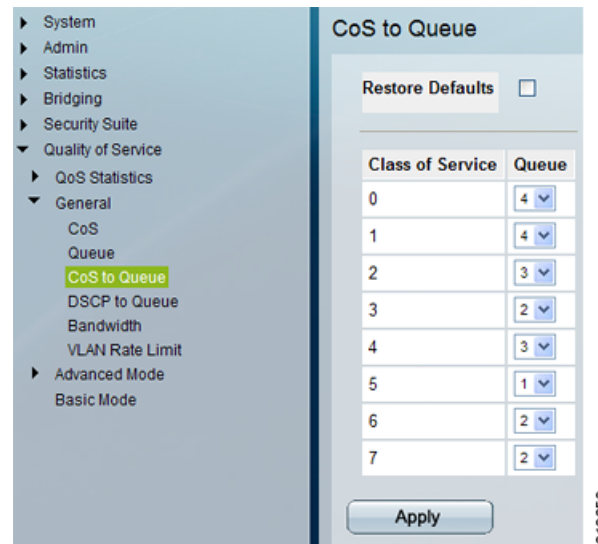 System
Admin
Statistics
Bridging
Security Suite
Quality of Service
QoS Statistics
General
CoS
Queue
CoS to Queue
DSCP to Queue
Bandwidth
VLAN Rate Limit
Advanced Mode
Basic Mode
CoS to Queue
Restore Defaults
Class of Service Queue
0 4
1 4
2 3
3 2
4 3
5 1
6 2
7 2
Apply